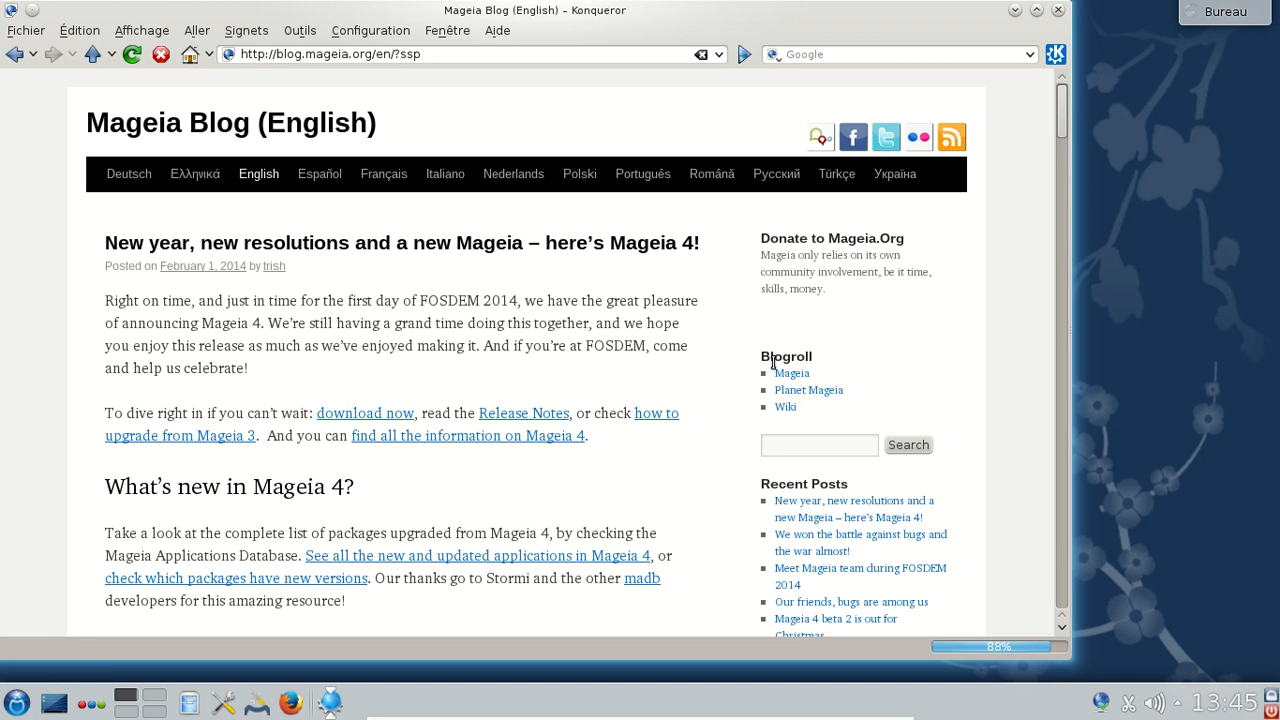 Mageia Blog (English) – Konqueror
Bureau
Fichier Édition Affichage Aller Signets Outils Configuration Fenêtre Aide
http://blog.mageia.org/en/?ssp
Google
Mageia Blog (English)
Deutsch Ελληνικά English Español Français Italiano Nederlands Polski Português Română Русский Türkçe Україна
New year, new resolutions and a new Mageia – here’s Mageia 4!
Posted on February 1, 2014 by trish
Right on time, and just in time for the first day of FOSDEM 2014, we have the great pleasure
of announcing Mageia 4. We’re still having a grand time doing this together, and we hope
you enjoy this release as much as we’ve enjoyed making it. And if you’re at FOSDEM, come
and help us celebrate!
To dive right in if you can’t wait: download now, read the Release Notes, or check how to
upgrade from Mageia 3. And you can find all the information on Mageia 4.
What’s new in Mageia 4?
Take a look at the complete list of packages upgraded from Mageia 4, by checking the
Mageia Applications Database. See all the new and updated applications in Mageia 4, or
check which packages have new versions. Our thanks go to Stormi and the other madb
developers for this amazing resource!
Donate to Mageia.Org
Mageia only relies on its own
community involvement, be it time,
skills, money.
Blogroll
Mageia
Planet Mageia
Wiki
Search
Recent Posts
New year, new resolutions and a
new Mageia – here’s Mageia 4!
We won the battle against bugs and
the war almost!
Meet Mageia team during FOSDEM
2014
Our friends, bugs are among us
Mageia 4 beta 2 is out for
Christmas
88%
13:45